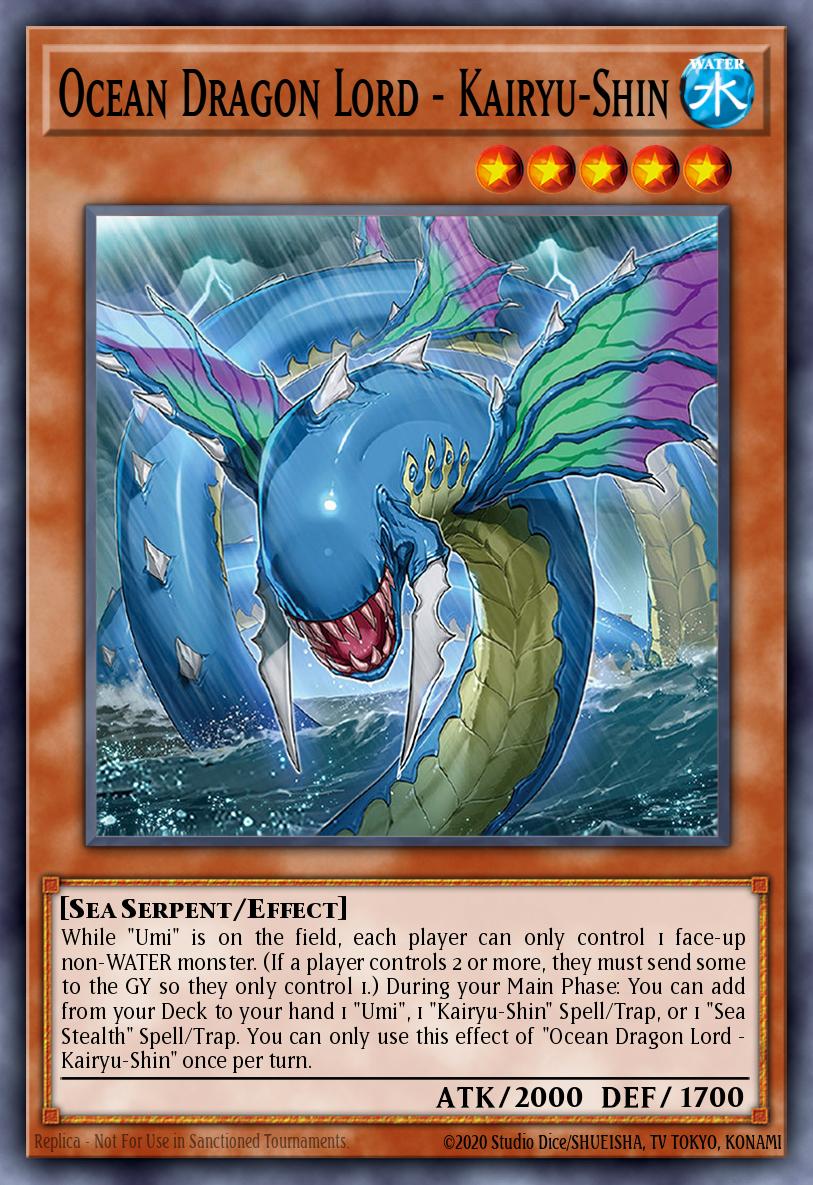 Ocean Dragon Lord - Kairyu-Shin
WATER
水
[Sea Serpent/Effect]
While "Umi" is on the field, each player can only control 1 face-up
non-WATER monster. (If a player controls 2 or more, they must send some
to the GY so they only control 1.) During your Main Phase: You can add
from your Deck to your hand 1 "Umi", 1 "Kairyu-Shin" Spell/Trap, or 1 "Sea
Stealth" Spell/Trap. You can only use this effect of "Ocean Dragon Lord -
Kairyu-Shin" once per turn.
ATK/2000 DEF/1700
Replica - Not For Use in Sanctioned Tournaments.
©2020 Studio Dice/SHUEISHA, TV TOKYO, KONAMI